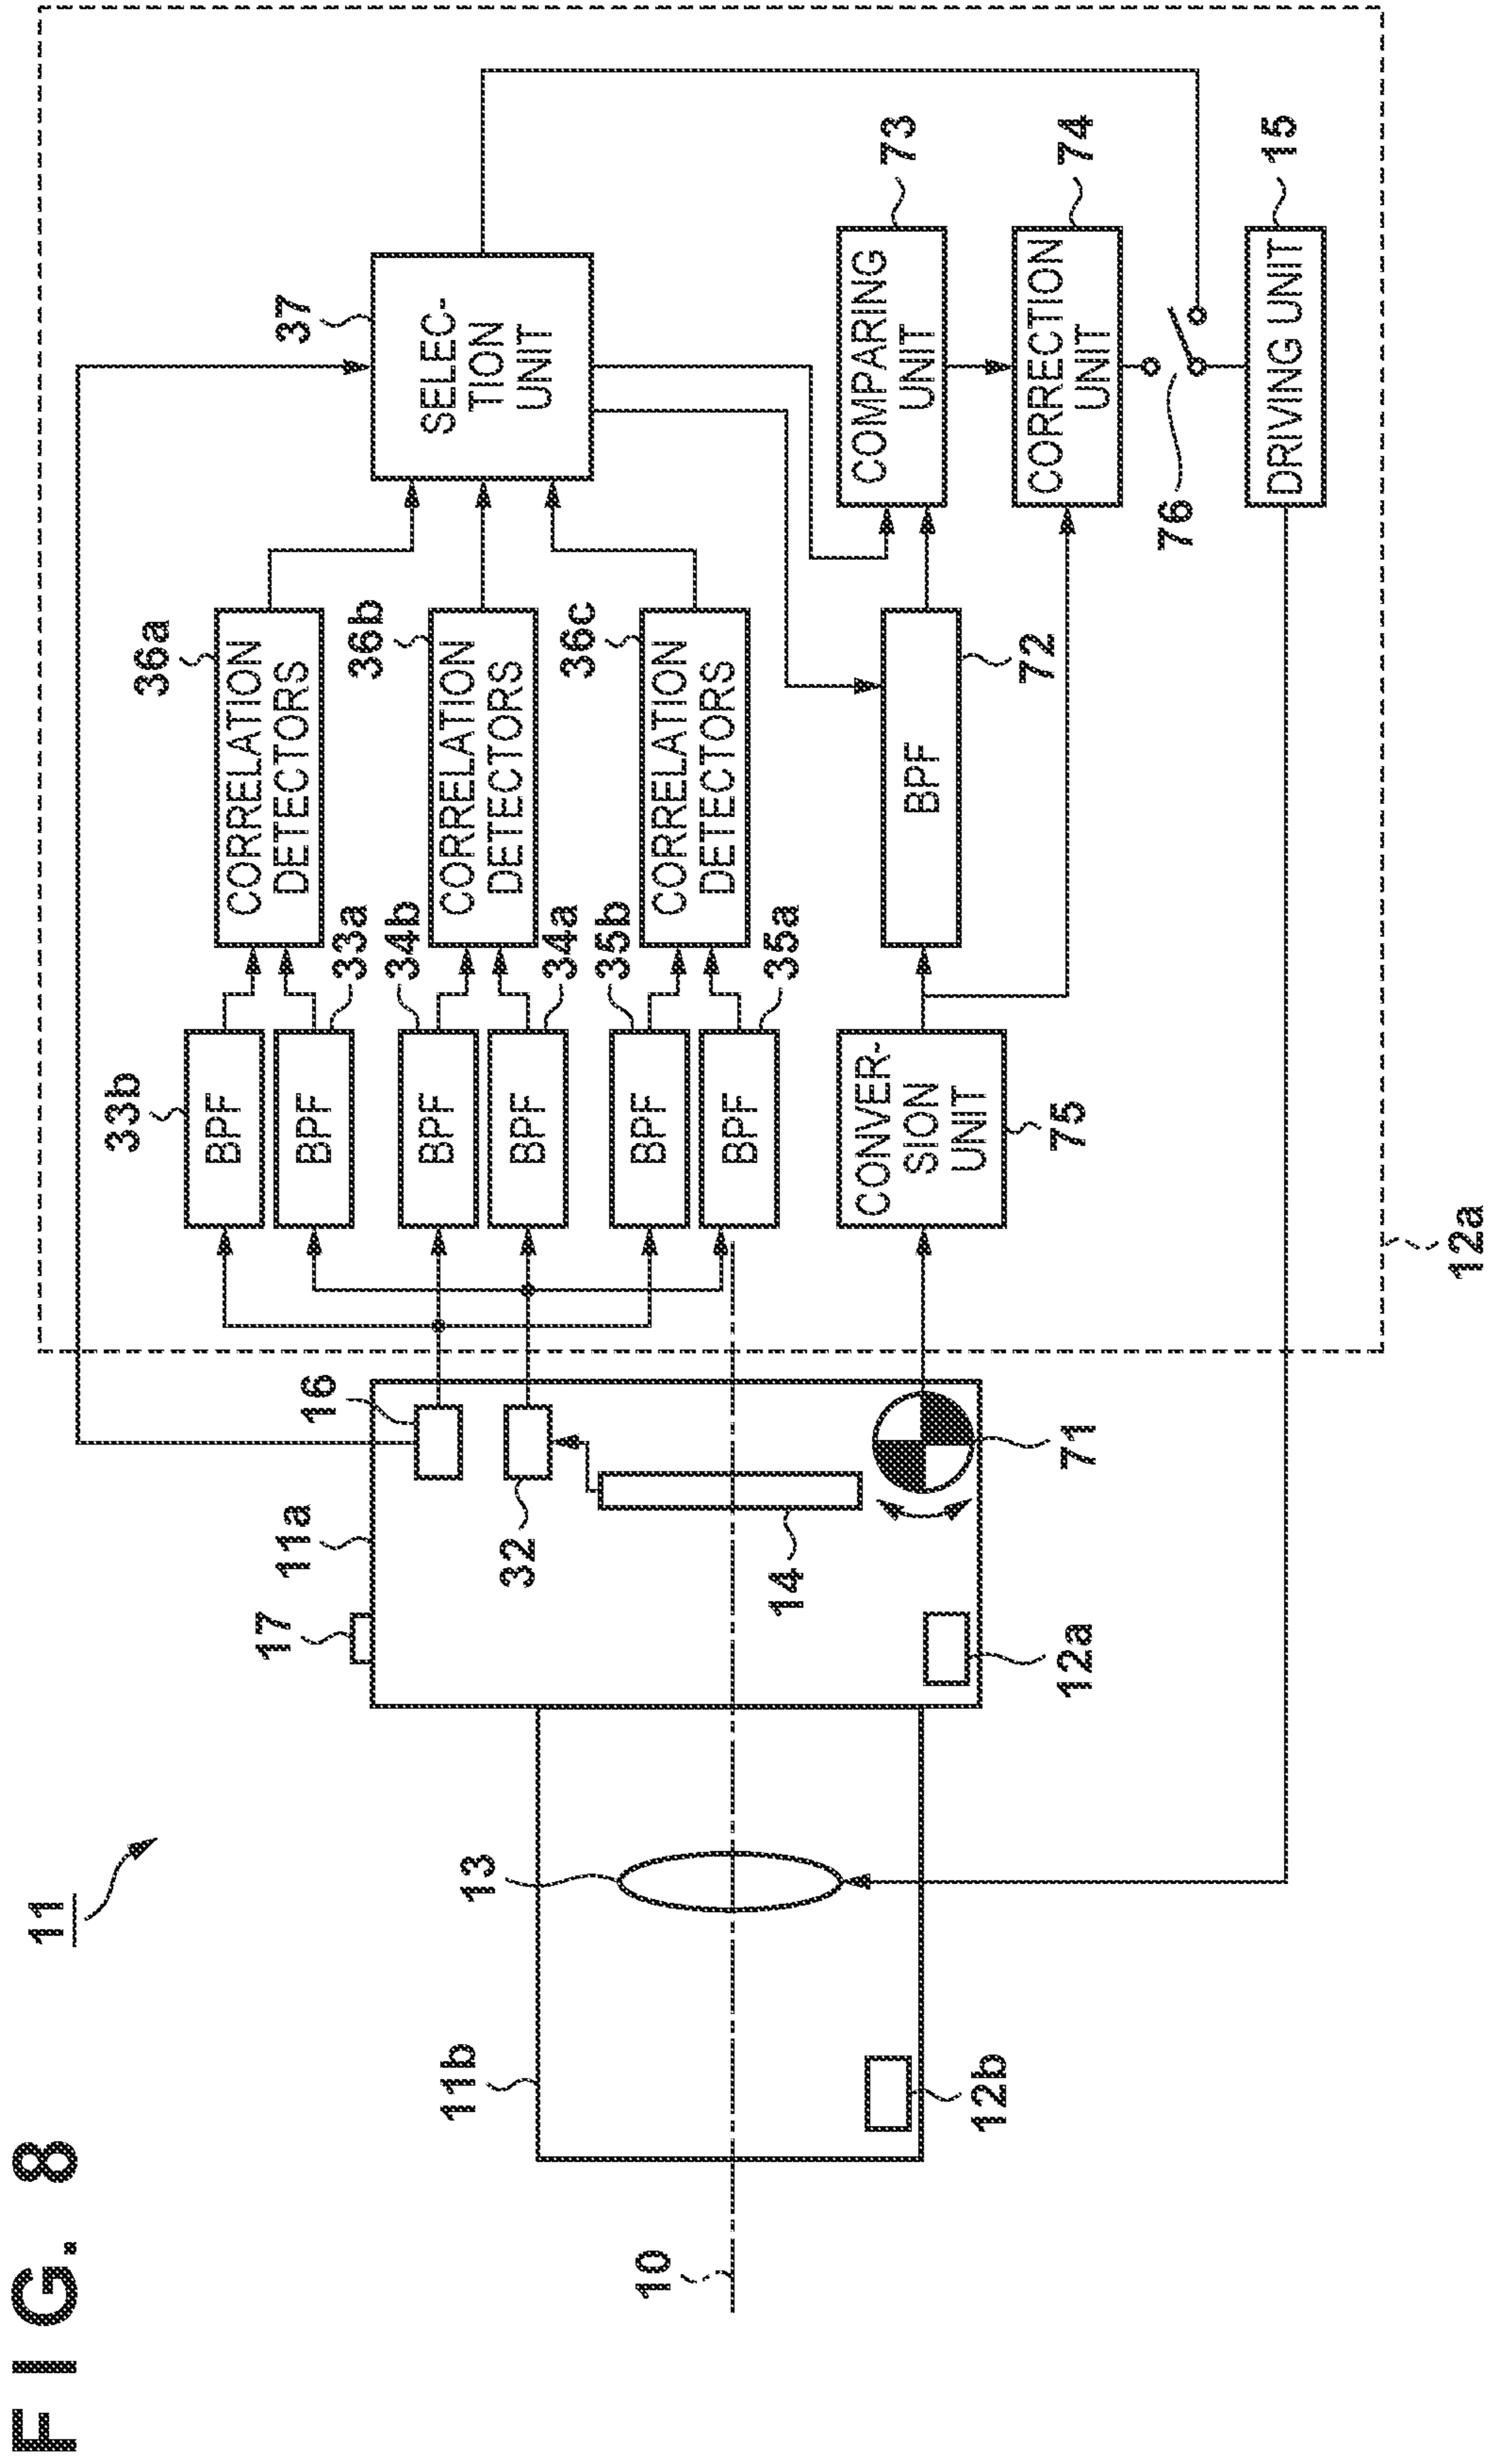 FIG. 8
11
10
11b
12b
13
17
11a
16
32
14
12a
71
33b
BPF
BPF
33a
34b
BPF
BPF
34a
35b
BPF
BPF
35a
CONVER-
SION
UNIT
75
36a
CORRELATION
DETECTORS
36b
CORRELATION
DETECTORS
36c
CORRELATION
DETECTORS
BPF
72
37
SELEC-
TION
UNIT
COMPARING
UNIT
73
CORRECTION
UNIT
74
76
DRIVING UNIT
15
12a